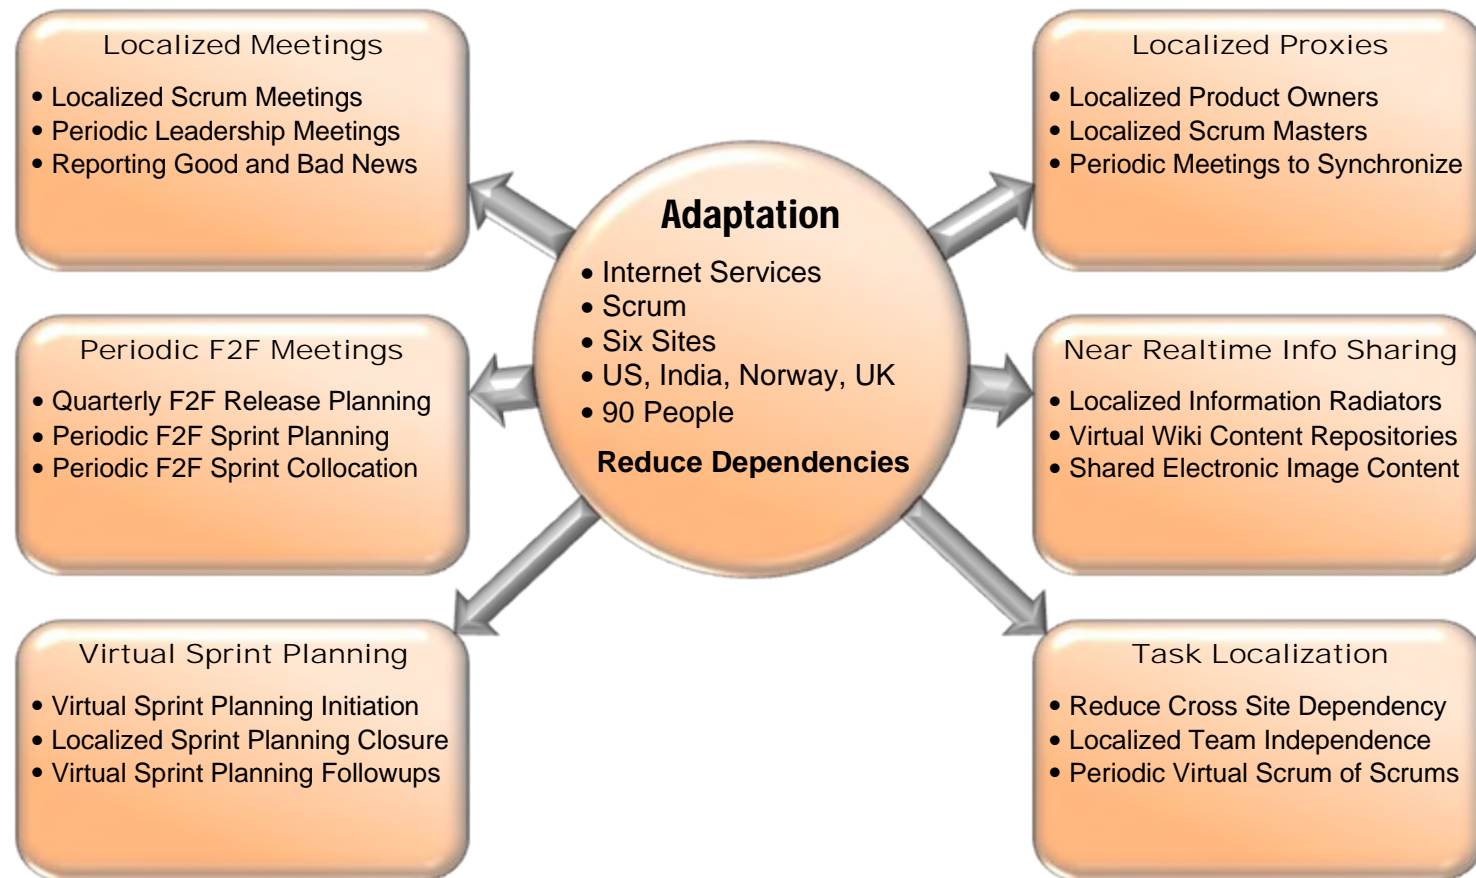 Localized Meetings
• Localized Scrum Meetings
• Periodic Leadership Meetings
• Reporting Good and Bad News
Localized Proxies
• Localized Product Owners
• Localized Scrum Masters
• Periodic Meetings to Synchronize
Adaptation
• Internet Services
• Scrum
• Six Sites
• US, India, Norway, UK
• 90 People
Reduce Dependencies
Periodic F2F Meetings
• Quarterly F2F Release Planning
• Periodic F2F Sprint Planning
• Periodic F2F Sprint Collocation
Near Realtime Info Sharing
• Localized Information Radiators
• Virtual Wiki Content Repositories
• Shared Electronic Image Content
Virtual Sprint Planning
• Virtual Sprint Planning Initiation
• Localized Sprint Planning Closure
• Virtual Sprint Planning Followups
Task Localization
• Reduce Cross Site Dependency
• Localized Team Independence
• Periodic Virtual Scrum of Scrums